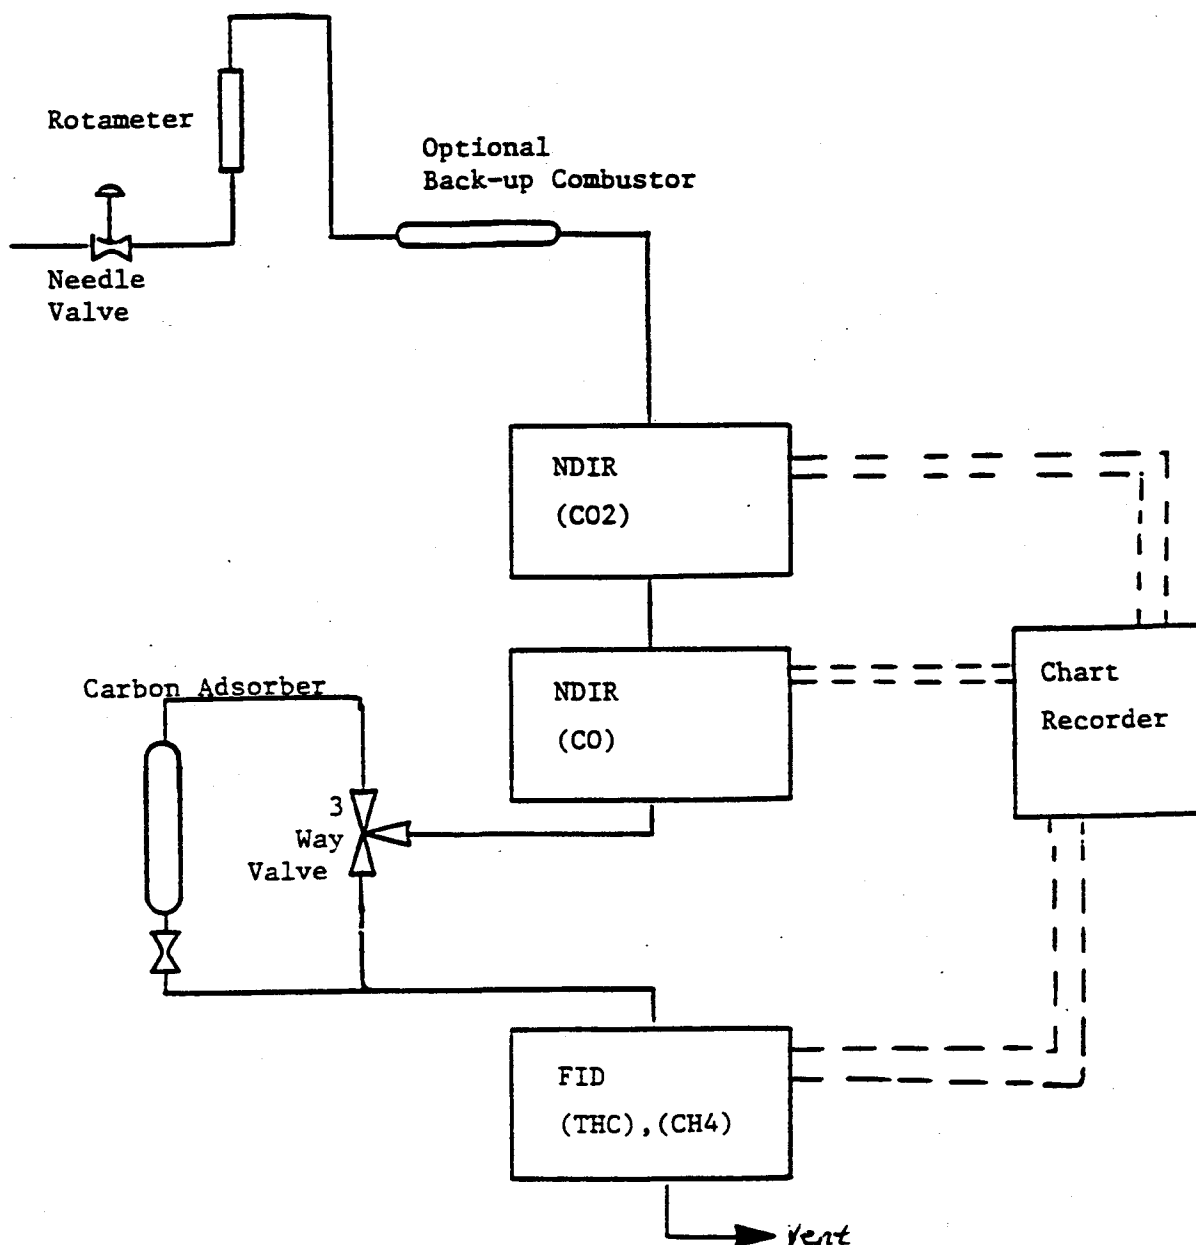 Rotameter
Optional
Back-up Combustor
Needle
Valve
NDIR
(CO2)
Carbon Adsorber
NDIR
(CO)
Chart
Recorder
3
Way
Valve
FID
(THC),(CH4)
Vent